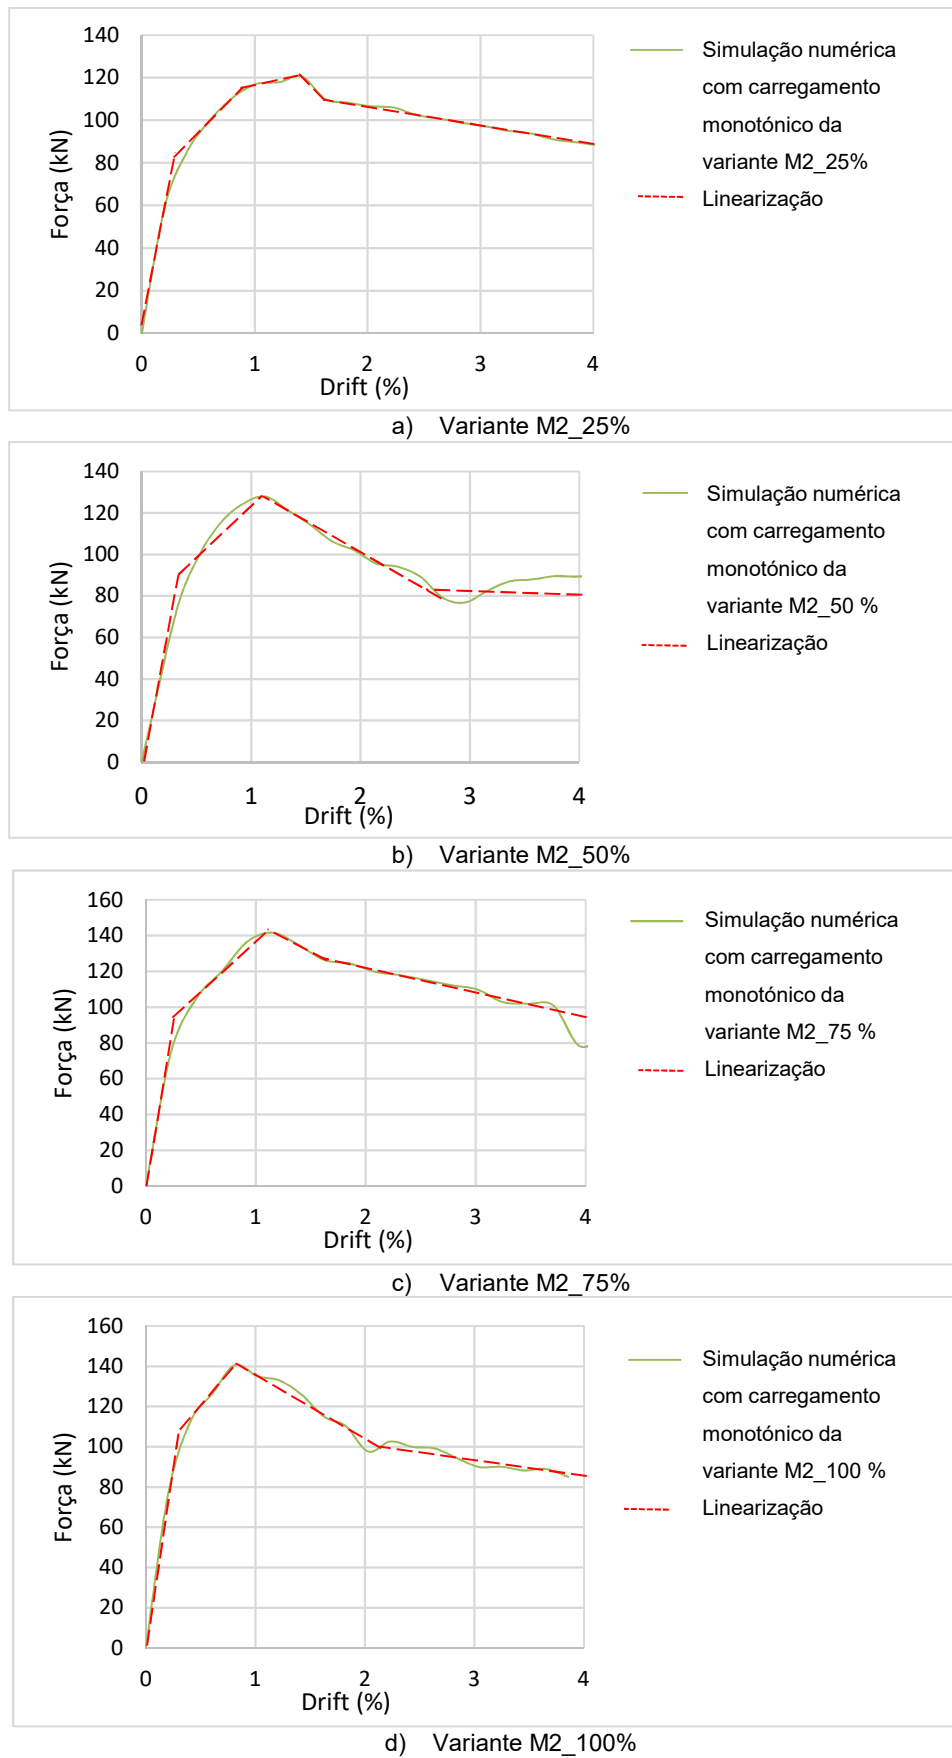 140
120
100
80
60
40
20
0
Força (kN)
0 1 2 3 4
Drift (%)
Simulação numérica
com carregamento
monotónico da
variante M2_25%
Linearização
a) Variante M2_25%
140
120
100
80
60
40
20
0
Força (kN)
0 1 2 3 4
Drift (%)
Simulação numérica
com carregamento
monotónico da
variante M2_50 %
Linearização
b) Variante M2_50%
160
140
120
100
80
60
40
20
0
Força (kN)
0 1 2 3 4
Drift (%)
Simulação numérica
com carregamento
monotónico da
variante M2_75 %
Linearização
c) Variante M2_75%
160
140
120
100
80
60
40
20
0
Força (kN)
0 1 2 3 4
Drift (%)
Simulação numérica
com carregamento
monotónico da
variante M2_100 %
Linearização
d) Variante M2_100%